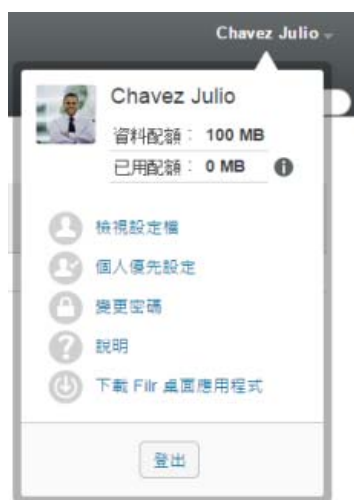 Chavez Julio
Chavez Julio
資料配額： 100 MB
已用配額： 0 MB
檢視設定檔
個人優先設定
變更密碼
說明
下載 Filr 桌面應用程式
登出